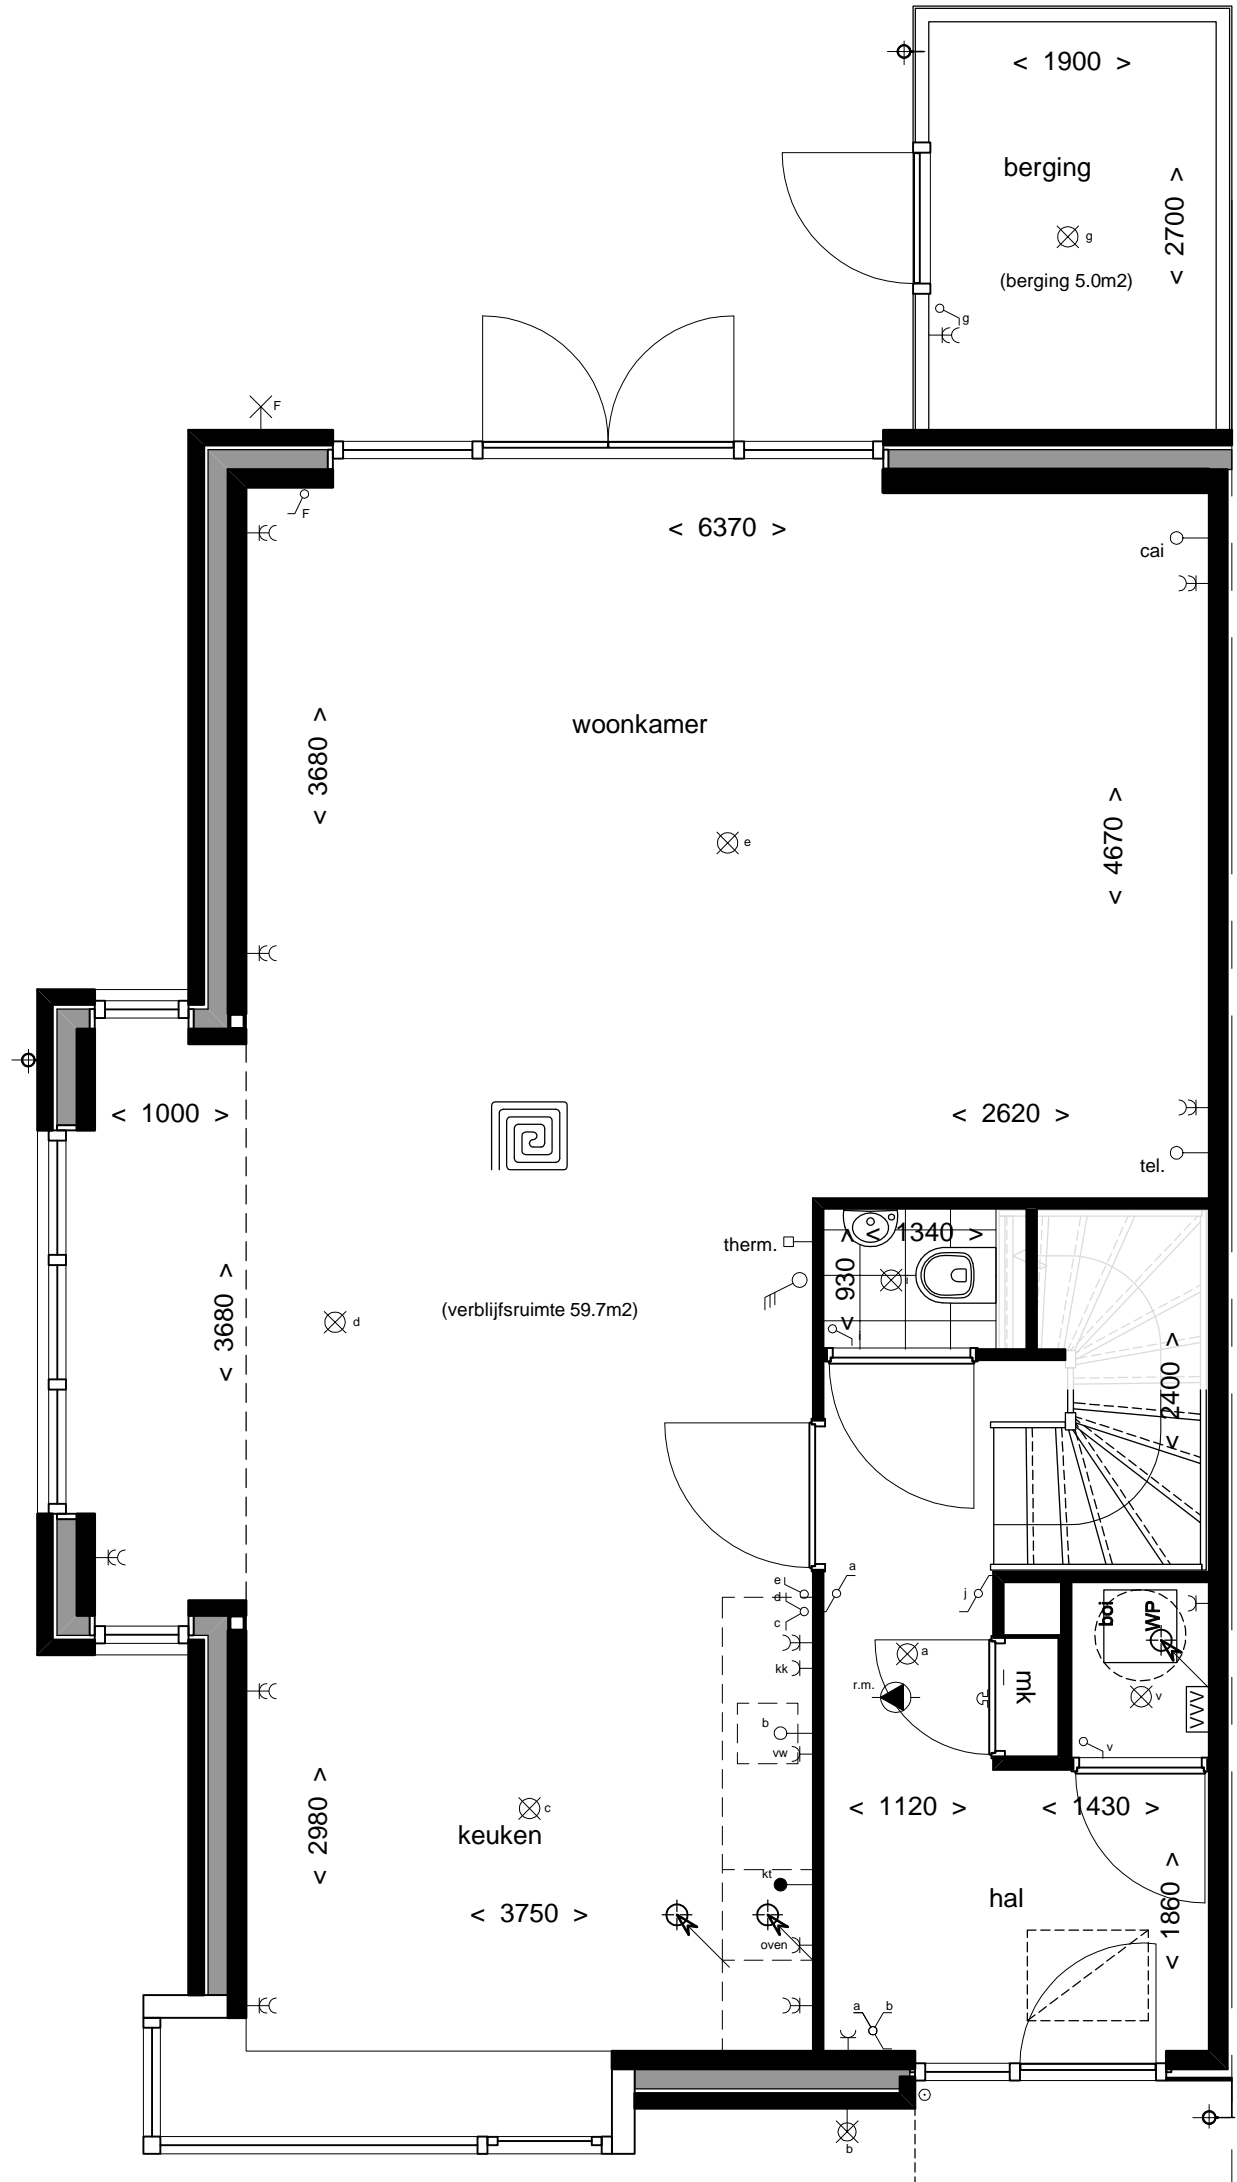 < 1900 >
berging
< 2700 >
g
(berging 5.0m2)
g
F
F
< 6370 >
cai
woonkamer
< 3680 >
e
< 4670 >
< 1000 >
< 2620 >
tel.
therm.
< 1340 >
< 930 >
i
i
< 3680 >
d
(verblijfsruimte 59.7m2)
< 2400 >
e
d
c
a
j
boi
WP
kk
a
r.m.
mk
v
b
vw
v
c
keuken
< 2980 >
< 1120 >
< 1430 >
kt
hal
< 1860 >
< 3750 >
oven
a
b
b